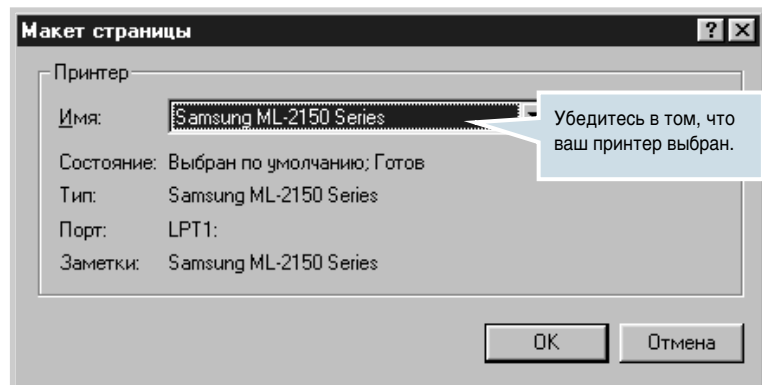 Макет страницы
Принтер
Имя: Samsung ML-2150 Series
Убедитесь в том, что
ваш принтер выбран.
Состояние: Выбран по умолчанию; Готов
Тип: Samsung ML-2150 Series
Порт: LPT1:
Заметки: Samsung ML-2150 Series
OK Отмена